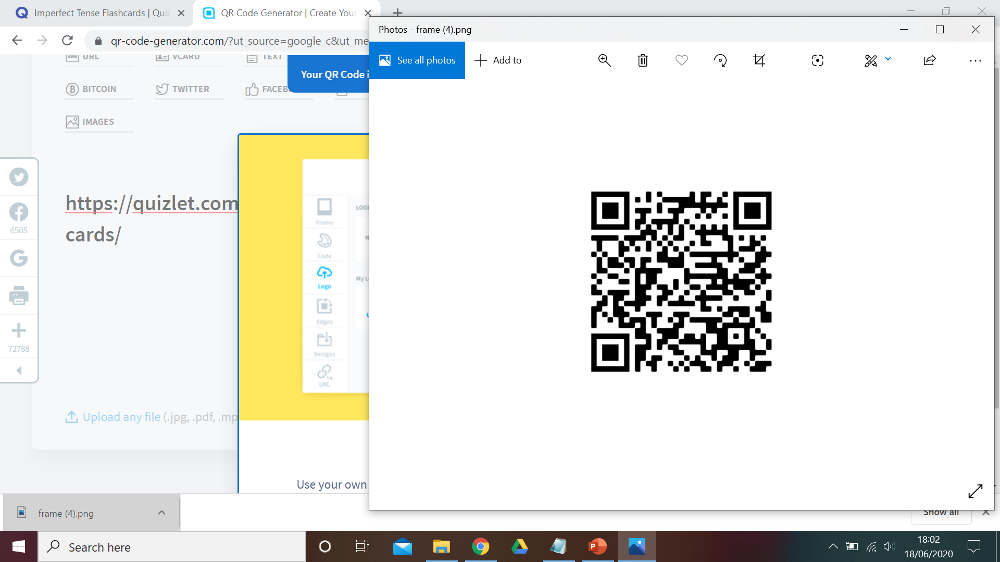 Imperfect Tense Flashcards | Quiz
QR Code Generator | Create Your
qr-code-generator.com/?ut_source=google_c&ut_me
Photos - frame (4).png
See all photos
Add to
URL
VCARD
TEXT
Your QR Code i
BITCOIN
TWITTER
FACEB
IMAGES
https://quizlet.com
cards/
6505
72788
Frame
Code
Logo
Edges
Designs
URL
LOGO
N
My L
Upload any file (.jpg, .pdf, .mp
Use your own
frame (4).png
Show all
Search here
18:02
18/06/2020